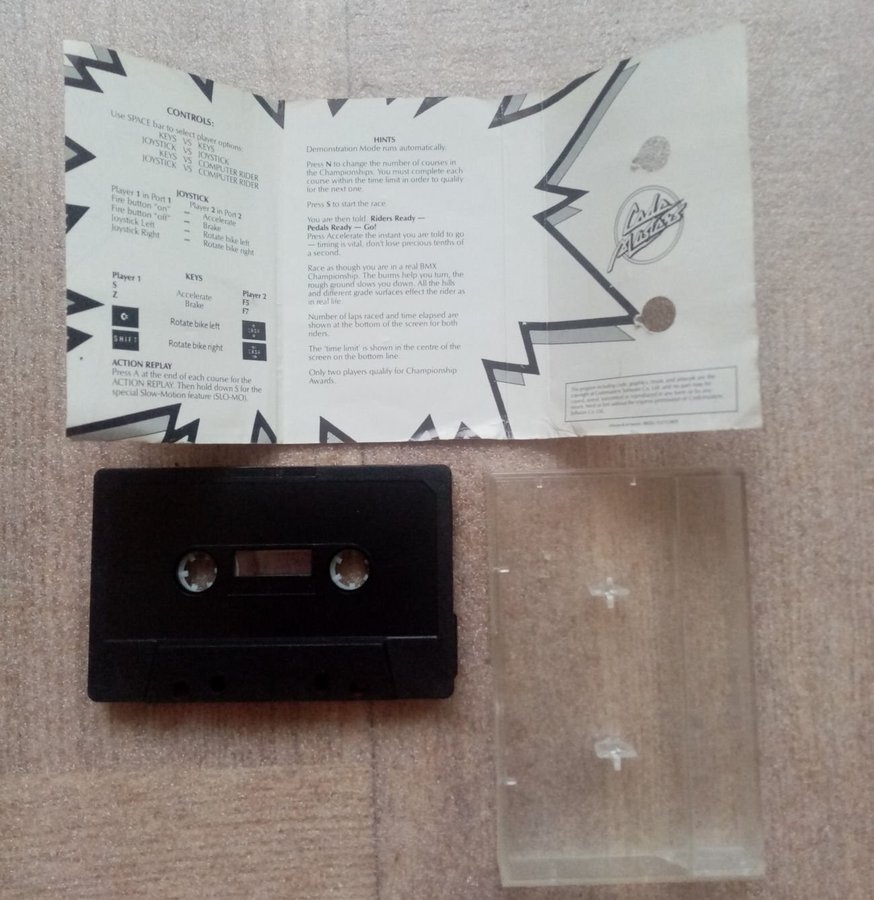 CONTROLS:
Use SPACE bar to select player options:
KEYS VS KEYS
JOYSTICK VS JOYSTICK
KEYS VS COMPUTER RIDER
JOYSTICK VS COMPUTER RIDER
JOYSTICK
Player 1 in Port 1 Player 2 in Port 2
Fire button "on" — Accelerate
Fire button "off" — Brake
Joystick Left — Rotate bike left
Joystick Right — Rotate bike right
Player 1 KEYS Player 2
S Accelerate F5
Z Brake F7
Rotate bike left
SHIFT Rotate bike right
ACTION REPLAY
Press A at the end of each course for the
ACTION REPLAY. Then hold down S for the
special Slow-Motion feature (SLO-MO).
HINTS
Demonstration Mode runs automatically.
Press N to change the number of courses in
the Championships. You must complete each
course within the time limit in order to qualify
for the next one.
Press S to start the race.
You are then told. Riders Ready —
Pedals Ready — Go!
Press Accelerate the instant you are told to go
— timing is vital, don't lose precious tenths of
a second.
Race as though you are in a real BMX
Championship. The burms help you turn, the
rough ground slows you down. All the hills
and different grade surfaces effect the rider as
in real life.
Number of laps raced and time elapsed are
shown at the bottom of the screen for both
riders.
The 'time limit' is shown in the centre of the
screen on the bottom line.
Only two players qualify for Championship
Awards.
Code
Masters